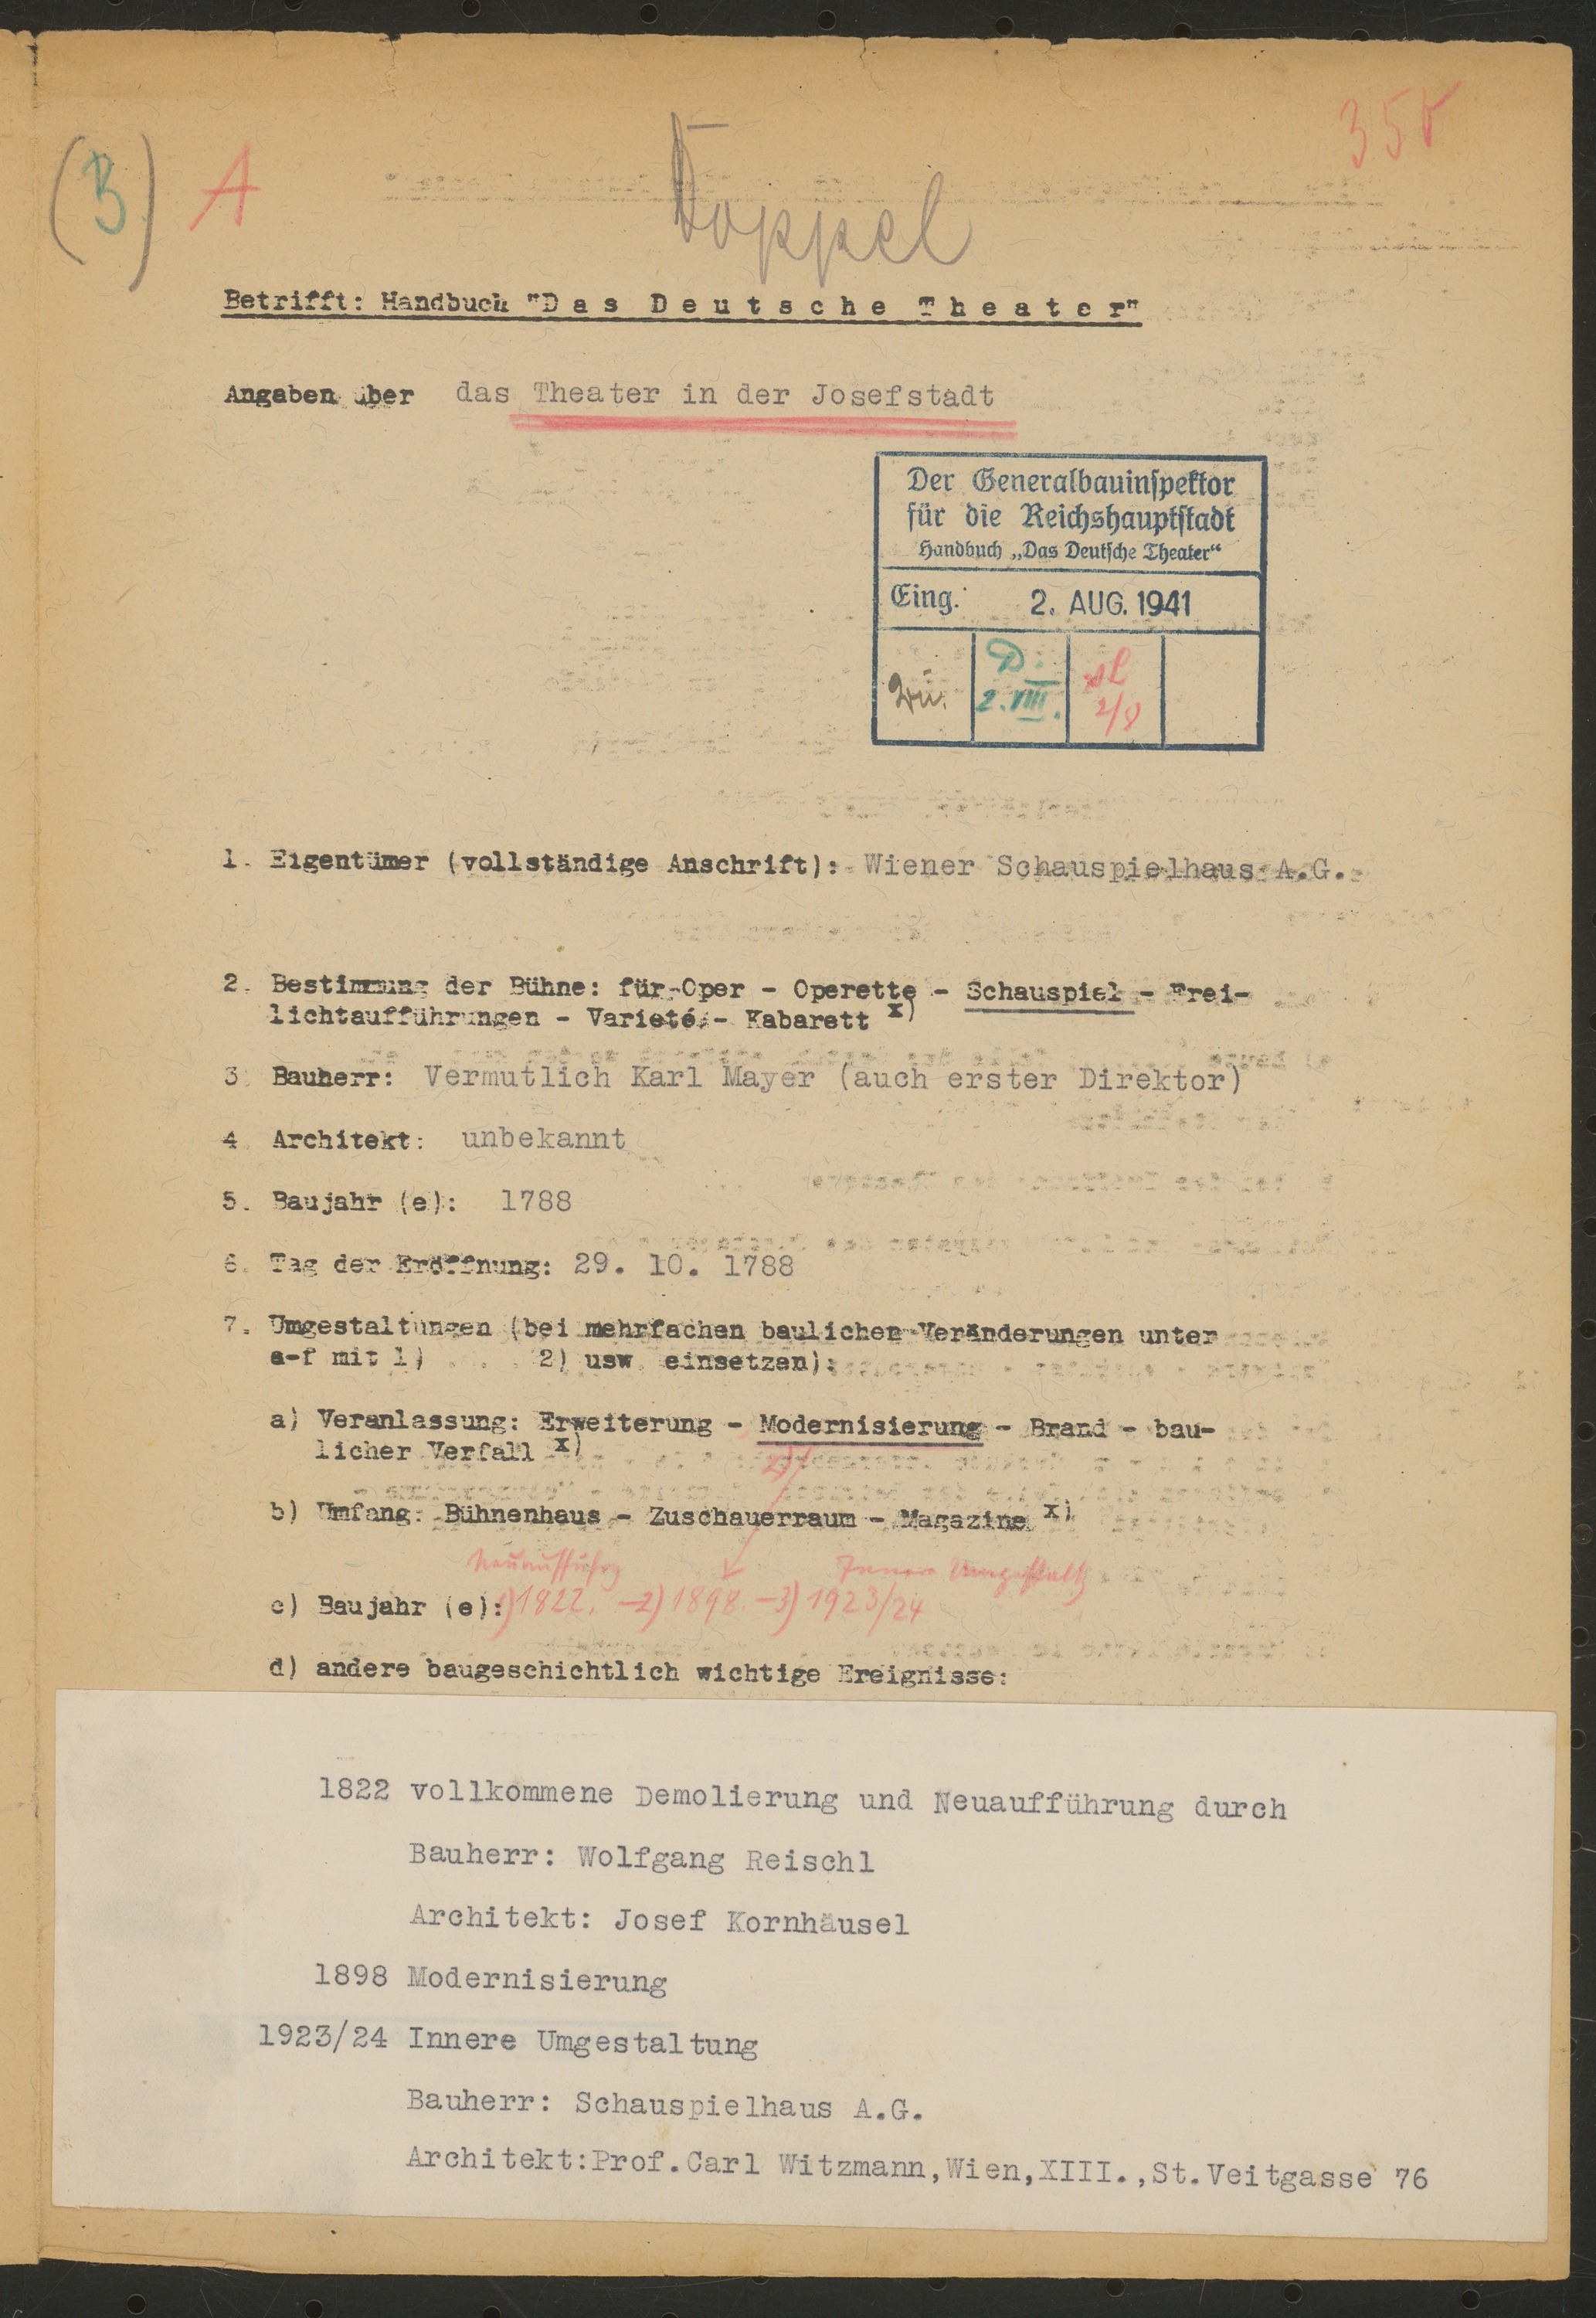 (B) A
Doppel
Betrifft: Handbuch "D a s  D e u t s c h e  T h e a t e r"
Angaben über das Theater in der Josefstadt
Der Generalbauinspektor
für die Reichshauptstadt
Handbuch „Das Deutsche Theater“
Eing. 2. AUG. 1941
D.
2. VIII.
2/8
1. Eigentümer (vollständige Anschrift): Wiener Schauspielhaus A.G.
2. Bestimmung der Bühne: für Oper - Operette - Schauspiel - Frei-
lichtaufführungen - Varieté - Kabarett x)
3. Bauherr: Vermutlich Karl Mayer (auch erster Direktor)
4. Architekt: unbekannt
5. Baujahr (e): 1788
6. Tag der Eröffnung: 29. 10. 1788
7. Umgestaltungen (bei mehrfachen baulichen Veränderungen unter
a-f mit 1) . . . . 2) usw. einsetzen):
a) Veranlassung: Erweiterung - Modernisierung - Brand - bau-
licher Verfall x)
2)
b) Umfang: Bühnenhaus - Zuschauerraum - Magazine x)
Neuaufführg Innere Umgestaltg
c) Baujahr (e): 1) 1822. - 2) 1898. - 3) 1923/24
d) andere baugeschichtlich wichtige Ereignisse:
1822 vollkommene Demolierung und Neuaufführung durch
Bauherr: Wolfgang Reischl
Architekt: Josef Kornhäusel
1898 Modernisierung
1923/24 Innere Umgestaltung
Bauherr: Schauspielhaus A.G.
Architekt:Prof.Carl Witzmann,Wien,XIII.,St.Veitgasse 76